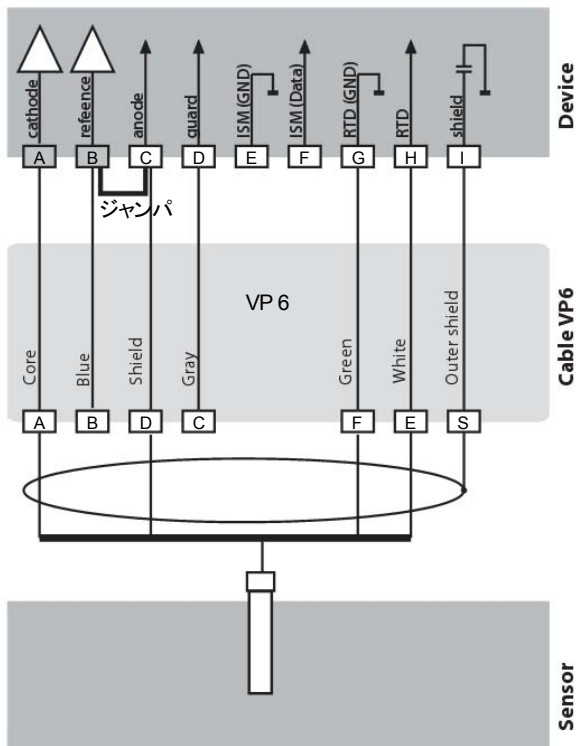 cathode
refeence
anode
guard
ISM (GND)
ISM (Data)
RTD (GND)
RTD
shield
Device
A B C D E F G H I
ジャンパ
VP 6
Core
Blue
Shield
Gray
Green
White
Outer shield
Cable VP6
A B D C F E S
Sensor